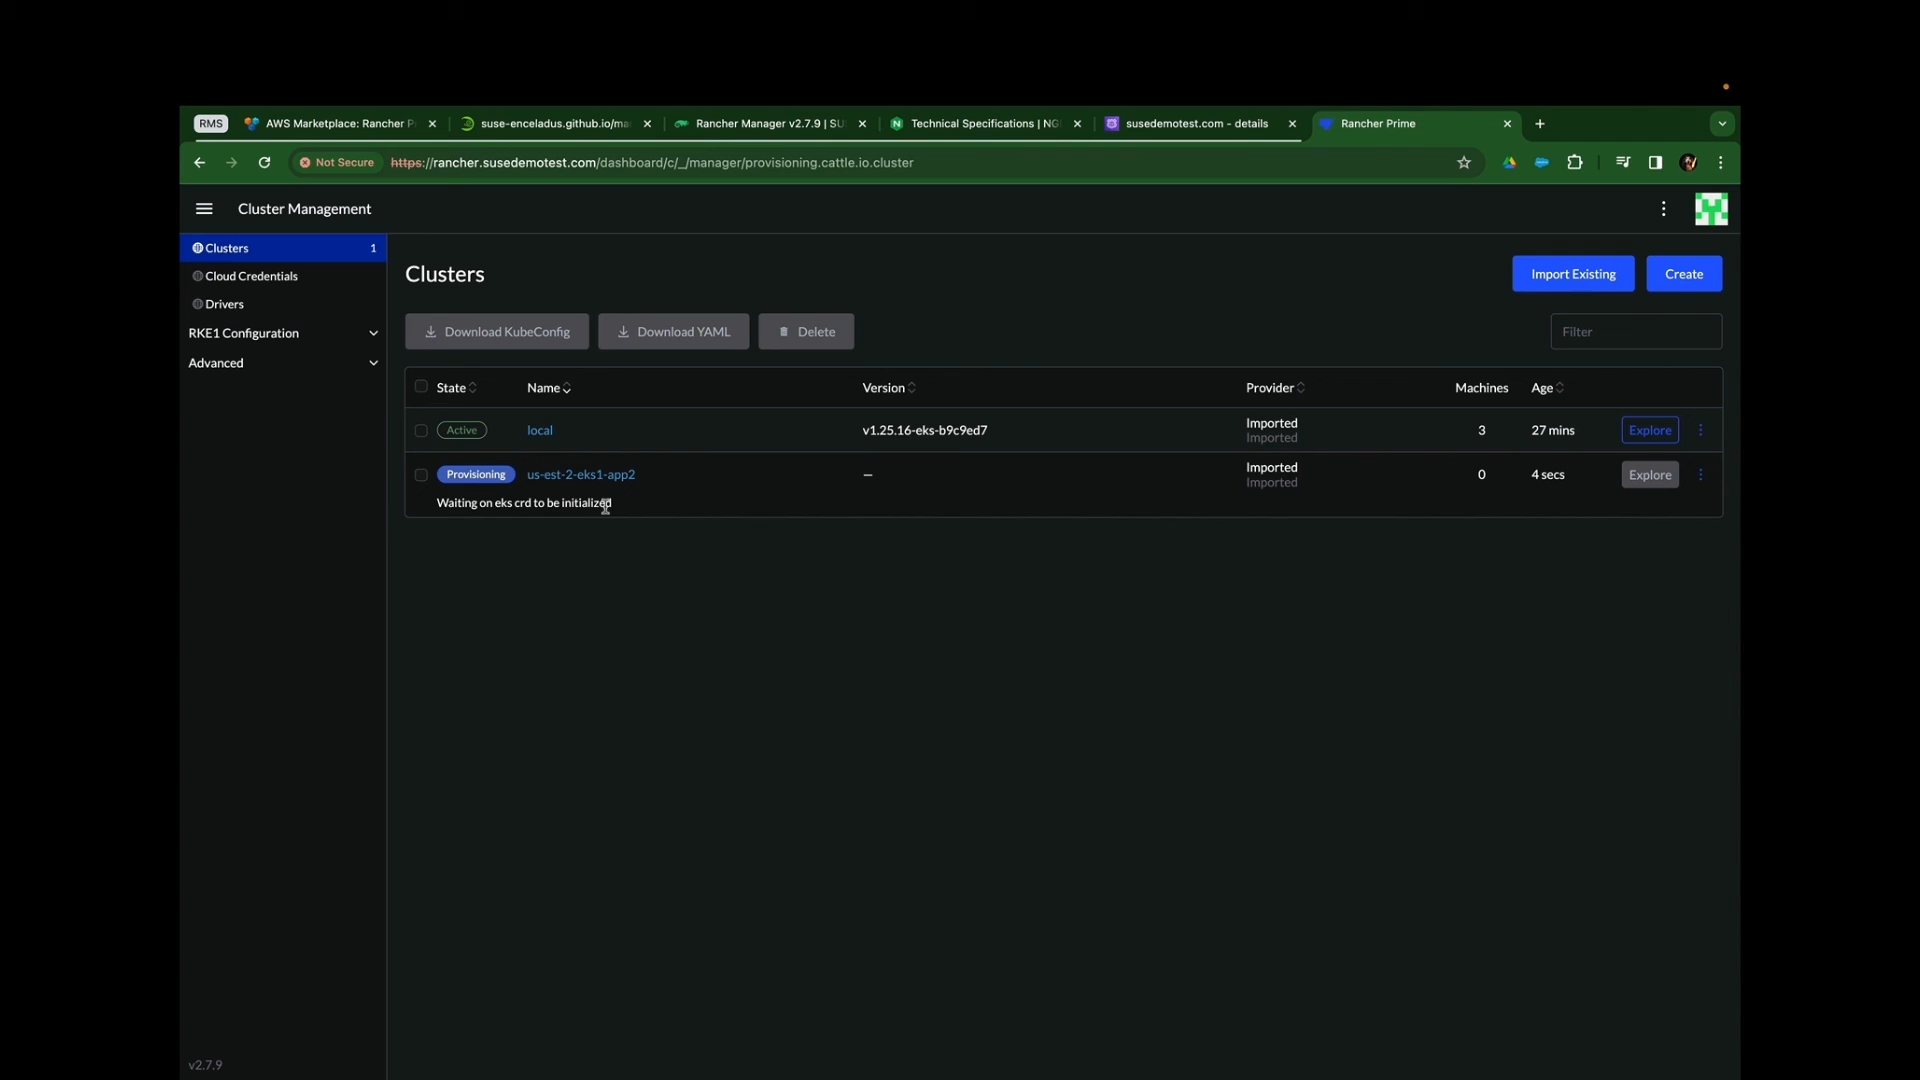 RMS
AWS Marketplace: Rancher P
suse-enceladus.github.io/ma
Rancher Manager v2.7.9 | SU
Technical Specifications | NG
susedemotest.com - details
Rancher Prime
Not Secure
https://rancher.susedemotest.com/dashboard/c/_/manager/provisioning.cattle.io.cluster
Cluster Management
Clusters 1
Cloud Credentials
Drivers
RKE1 Configuration
Advanced
Clusters
Import Existing
Create
Download KubeConfig
Download YAML
Delete
Filter
State Name Version Provider Machines Age
Active local v1.25.16-eks-b9c9ed7 Imported 3 27 mins Explore
Imported
Provisioning us-est-2-eks1-app2 — Imported 0 4 secs Explore
Imported
Waiting on eks crd to be initialized
v2.7.9